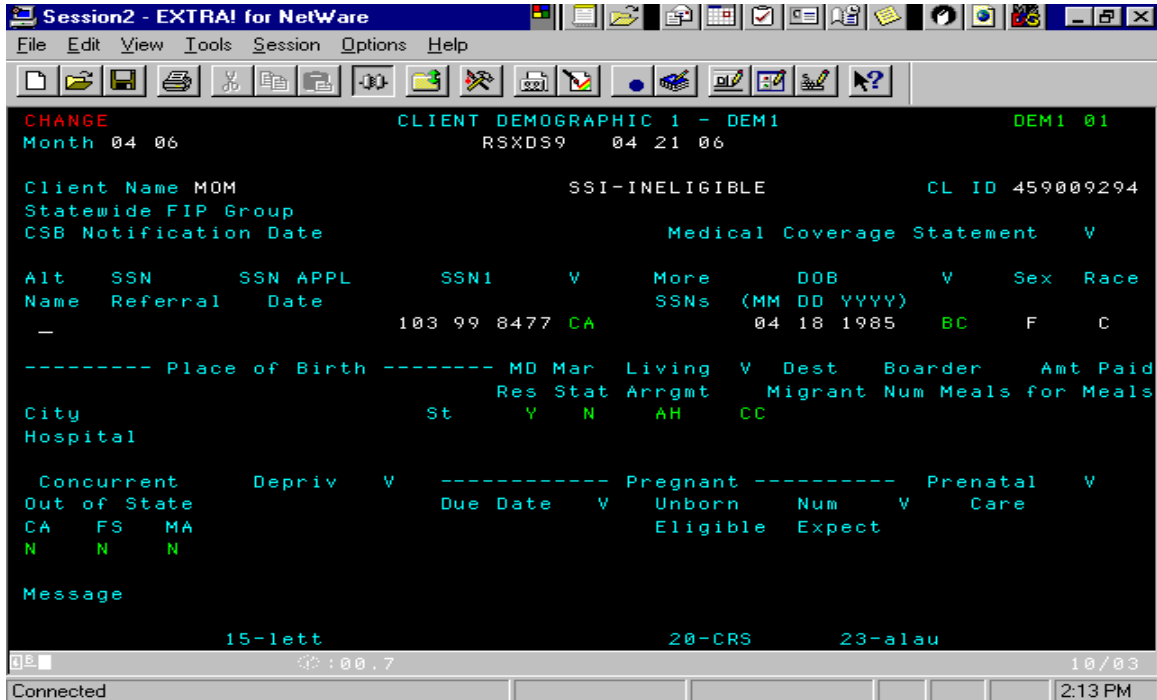 Session2 - EXTRA! for NetWare
File Edit View Tools Session Options Help
CHANGE CLIENT DEMOGRAPHIC 1 - DEM1 DEM1 01
Month 04 06 RSXDS9 04 21 06
Client Name MOM SSI-INELIGIBLE CL ID 459009294
Statewide FIP Group
CSB Notification Date Medical Coverage Statement V
Alt SSN SSN APPL SSN1 V More DOB V Sex Race
Name Referral Date SSNs (MM DD YYYY)
_ 103 99 8477 CA 04 18 1985 BC F C
--------- Place of Birth -------- MD Mar Living V Dest Boarder Amt Paid
Res Stat Arrgmt Migrant Num Meals for Meals
City St Y N AH CC
Hospital
Concurrent Depriv V ------------ Pregnant ---------- Prenatal V
Out of State Due Date V Unborn Num V Care
CA FS MA Eligible Expect
N N N
Message
15-lett 20-CRS 23-alau
:00.7 10/03
Connected 2:13 PM